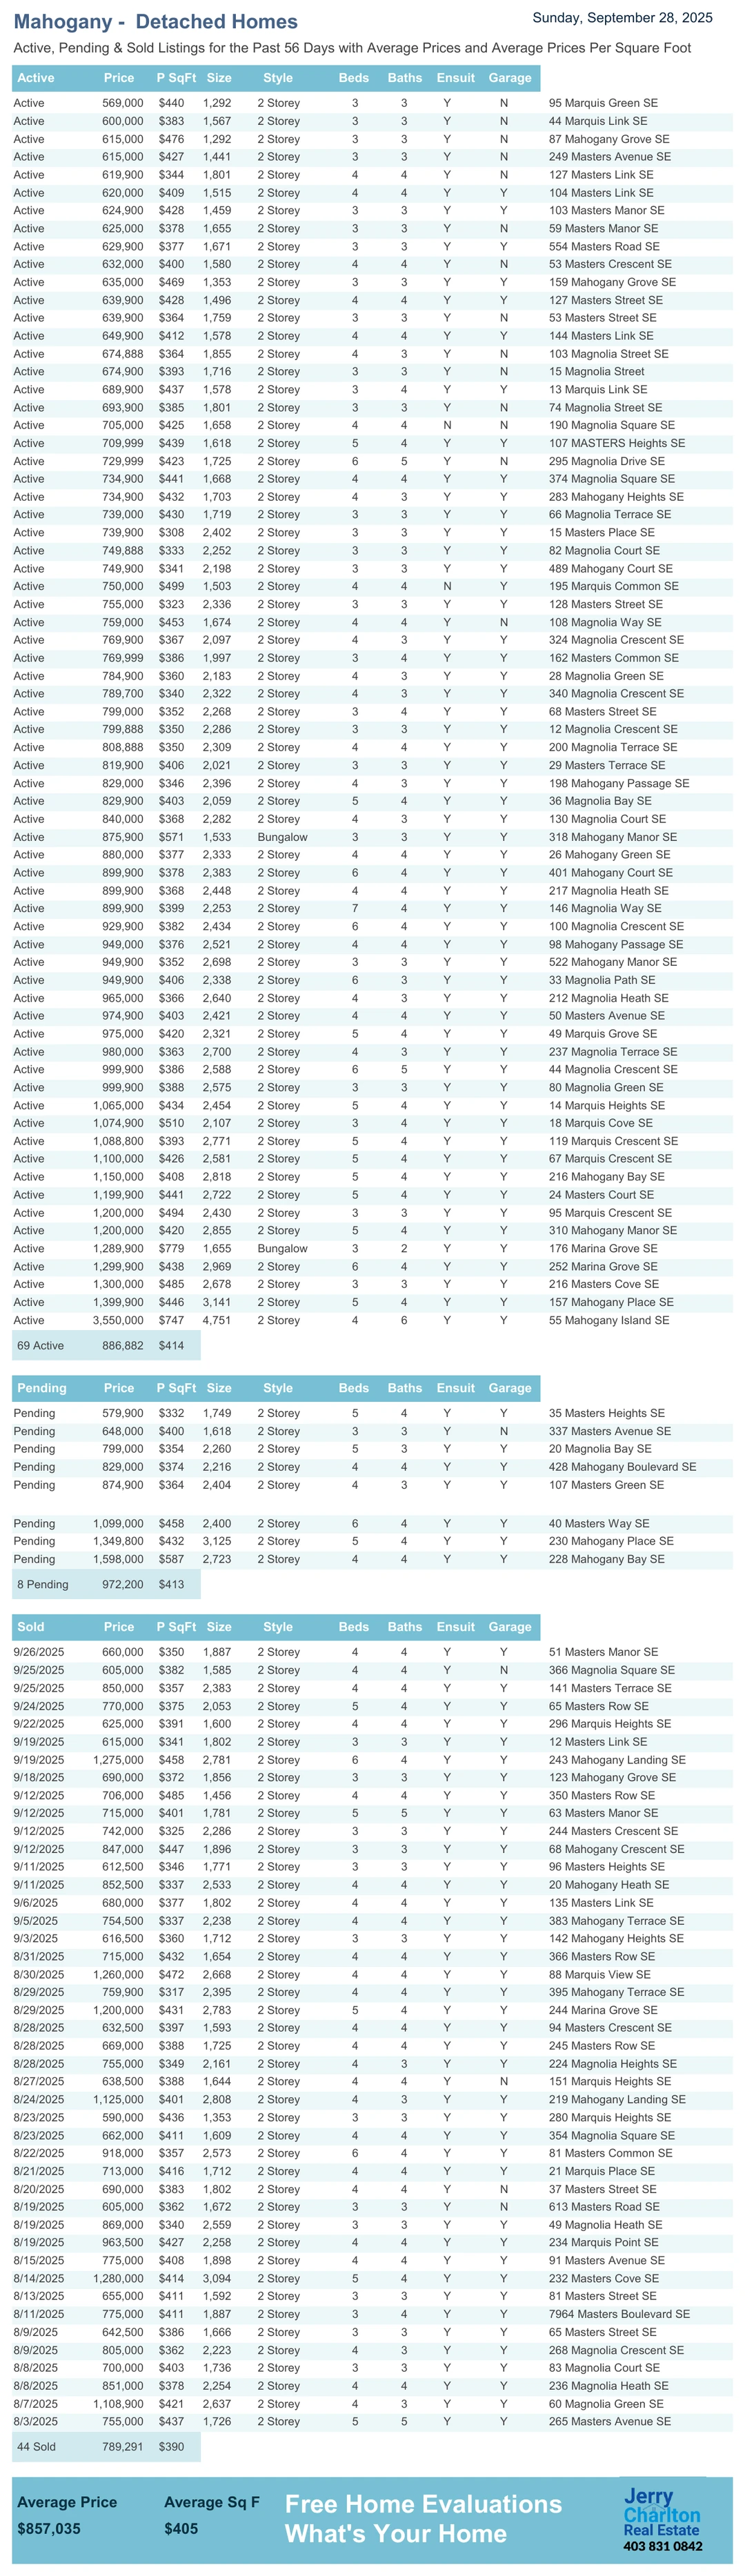 Mahogany - Detached Homes
Sunday, September 28, 2025
Active, Pending & Sold Listings for the Past 56 Days with Average Prices and Average Prices Per Square Foot
Active Price P SqFt Size Style Beds Baths Ensuit Garage
Active 569,000 $440 1,292 2 Storey 3 3 Y N 95 Marquis Green SE
Active 600,000 $383 1,567 2 Storey 3 3 Y N 44 Marquis Link SE
Active 615,000 $476 1,292 2 Storey 3 3 Y N 87 Mahogany Grove SE
Active 615,000 $427 1,441 2 Storey 3 3 Y N 249 Masters Avenue SE
Active 619,900 $344 1,801 2 Storey 4 4 Y N 127 Masters Link SE
Active 620,000 $409 1,515 2 Storey 4 4 Y Y 104 Masters Link SE
Active 624,900 $428 1,459 2 Storey 3 3 Y Y 103 Masters Manor SE
Active 625,000 $378 1,655 2 Storey 3 3 Y N 59 Masters Manor SE
Active 629,900 $377 1,671 2 Storey 3 3 Y Y 554 Masters Road SE
Active 632,000 $400 1,580 2 Storey 4 4 Y N 53 Masters Crescent SE
Active 635,000 $469 1,353 2 Storey 3 3 Y Y 159 Mahogany Grove SE
Active 639,900 $428 1,496 2 Storey 4 4 Y Y 127 Masters Street SE
Active 639,900 $364 1,759 2 Storey 3 3 Y N 53 Masters Street SE
Active 649,900 $412 1,578 2 Storey 4 4 Y Y 144 Masters Link SE
Active 674,888 $364 1,855 2 Storey 4 3 Y N 103 Magnolia Street SE
Active 674,900 $393 1,716 2 Storey 3 3 Y N 15 Magnolia Street
Active 689,900 $437 1,578 2 Storey 3 4 Y Y 13 Marquis Link SE
Active 693,900 $385 1,801 2 Storey 3 3 Y N 74 Magnolia Street SE
Active 705,000 $425 1,658 2 Storey 4 4 N N 190 Magnolia Square SE
Active 709,999 $439 1,618 2 Storey 5 4 Y Y 107 MASTERS Heights SE
Active 729,999 $423 1,725 2 Storey 6 5 Y N 295 Magnolia Drive SE
Active 734,900 $441 1,668 2 Storey 4 4 Y Y 374 Magnolia Square SE
Active 734,900 $432 1,703 2 Storey 4 3 Y Y 283 Mahogany Heights SE
Active 739,000 $430 1,719 2 Storey 3 3 Y Y 66 Magnolia Terrace SE
Active 739,900 $308 2,402 2 Storey 3 3 Y Y 15 Masters Place SE
Active 749,888 $333 2,252 2 Storey 3 3 Y Y 82 Magnolia Court SE
Active 749,900 $341 2,198 2 Storey 3 3 Y Y 489 Mahogany Court SE
Active 750,000 $499 1,503 2 Storey 4 4 N Y 195 Marquis Common SE
Active 755,000 $323 2,336 2 Storey 3 3 Y Y 128 Masters Street SE
Active 759,000 $453 1,674 2 Storey 4 4 Y N 108 Magnolia Way SE
Active 769,900 $367 2,097 2 Storey 4 3 Y Y 324 Magnolia Crescent SE
Active 769,999 $386 1,997 2 Storey 3 4 Y Y 162 Masters Common SE
Active 784,900 $360 2,183 2 Storey 4 3 Y Y 28 Magnolia Green SE
Active 789,700 $340 2,322 2 Storey 4 3 Y Y 340 Magnolia Crescent SE
Active 799,000 $352 2,268 2 Storey 3 4 Y Y 68 Masters Street SE
Active 799,888 $350 2,286 2 Storey 3 3 Y Y 12 Magnolia Crescent SE
Active 808,888 $350 2,309 2 Storey 4 4 Y Y 200 Magnolia Terrace SE
Active 819,900 $406 2,021 2 Storey 3 3 Y Y 29 Masters Terrace SE
Active 829,000 $346 2,396 2 Storey 4 3 Y Y 198 Mahogany Passage SE
Active 829,900 $403 2,059 2 Storey 5 4 Y Y 36 Magnolia Bay SE
Active 840,000 $368 2,282 2 Storey 4 3 Y Y 130 Magnolia Court SE
Active 875,900 $571 1,533 Bungalow 3 3 Y Y 318 Mahogany Manor SE
Active 880,000 $377 2,333 2 Storey 4 4 Y Y 26 Mahogany Green SE
Active 899,900 $378 2,383 2 Storey 6 4 Y Y 401 Mahogany Court SE
Active 899,900 $368 2,448 2 Storey 4 4 Y Y 217 Magnolia Heath SE
Active 899,900 $399 2,253 2 Storey 7 4 Y Y 146 Magnolia Way SE
Active 929,900 $382 2,434 2 Storey 6 4 Y Y 100 Magnolia Crescent SE
Active 949,000 $376 2,521 2 Storey 4 4 Y Y 98 Mahogany Passage SE
Active 949,900 $352 2,698 2 Storey 3 3 Y Y 522 Mahogany Manor SE
Active 949,900 $406 2,338 2 Storey 6 3 Y Y 33 Magnolia Path SE
Active 965,000 $366 2,640 2 Storey 4 3 Y Y 212 Magnolia Heath SE
Active 974,900 $403 2,421 2 Storey 4 4 Y Y 50 Masters Avenue SE
Active 975,000 $420 2,321 2 Storey 5 4 Y Y 49 Marquis Grove SE
Active 980,000 $363 2,700 2 Storey 4 3 Y Y 237 Magnolia Terrace SE
Active 999,900 $386 2,588 2 Storey 6 5 Y Y 44 Magnolia Crescent SE
Active 999,900 $388 2,575 2 Storey 3 3 Y Y 80 Magnolia Green SE
Active 1,065,000 $434 2,454 2 Storey 5 4 Y Y 14 Marquis Heights SE
Active 1,074,900 $510 2,107 2 Storey 3 4 Y Y 18 Marquis Cove SE
Active 1,088,800 $393 2,771 2 Storey 5 4 Y Y 119 Marquis Crescent SE
Active 1,100,000 $426 2,581 2 Storey 5 4 Y Y 67 Marquis Crescent SE
Active 1,150,000 $408 2,818 2 Storey 5 4 Y Y 216 Mahogany Bay SE
Active 1,199,900 $441 2,722 2 Storey 5 4 Y Y 24 Masters Court SE
Active 1,200,000 $494 2,430 2 Storey 3 3 Y Y 95 Marquis Crescent SE
Active 1,200,000 $420 2,855 2 Storey 5 4 Y Y 310 Mahogany Manor SE
Active 1,289,900 $779 1,655 Bungalow 3 2 Y Y 176 Marina Grove SE
Active 1,299,900 $438 2,969 2 Storey 6 4 Y Y 252 Marina Grove SE
Active 1,300,000 $485 2,678 2 Storey 3 3 Y Y 216 Masters Cove SE
Active 1,399,900 $446 3,141 2 Storey 5 4 Y Y 157 Mahogany Place SE
Active 3,550,000 $747 4,751 2 Storey 4 6 Y Y 55 Mahogany Island SE
69 Active 886,882 $414
Pending Price P SqFt Size Style Beds Baths Ensuit Garage
Pending 579,900 $332 1,749 2 Storey 5 4 Y Y 35 Masters Heights SE
Pending 648,000 $400 1,618 2 Storey 3 3 Y N 337 Masters Avenue SE
Pending 799,000 $354 2,260 2 Storey 5 3 Y Y 20 Magnolia Bay SE
Pending 829,000 $374 2,216 2 Storey 4 4 Y Y 428 Mahogany Boulevard SE
Pending 874,900 $364 2,404 2 Storey 4 3 Y Y 107 Masters Green SE
Pending 1,099,000 $458 2,400 2 Storey 6 4 Y Y 40 Masters Way SE
Pending 1,349,800 $432 3,125 2 Storey 5 4 Y Y 230 Mahogany Place SE
Pending 1,598,000 $587 2,723 2 Storey 4 4 Y Y 228 Mahogany Bay SE
8 Pending 972,200 $413
Sold Price P SqFt Size Style Beds Baths Ensuit Garage
9/26/2025 660,000 $350 1,887 2 Storey 4 4 Y Y 51 Masters Manor SE
9/25/2025 605,000 $382 1,585 2 Storey 4 4 Y N 366 Magnolia Square SE
9/25/2025 850,000 $357 2,383 2 Storey 4 4 Y Y 141 Masters Terrace SE
9/24/2025 770,000 $375 2,053 2 Storey 5 4 Y Y 65 Masters Row SE
9/22/2025 625,000 $391 1,600 2 Storey 4 4 Y Y 296 Marquis Heights SE
9/19/2025 615,000 $341 1,802 2 Storey 3 3 Y Y 12 Masters Link SE
9/19/2025 1,275,000 $458 2,781 2 Storey 6 4 Y Y 243 Mahogany Landing SE
9/18/2025 690,000 $372 1,856 2 Storey 3 3 Y Y 123 Mahogany Grove SE
9/12/2025 706,000 $485 1,456 2 Storey 4 4 Y Y 350 Masters Row SE
9/12/2025 715,000 $401 1,781 2 Storey 5 5 Y Y 63 Masters Manor SE
9/12/2025 742,000 $325 2,286 2 Storey 3 3 Y Y 244 Masters Crescent SE
9/12/2025 847,000 $447 1,896 2 Storey 3 3 Y Y 68 Mahogany Crescent SE
9/11/2025 612,500 $346 1,771 2 Storey 3 3 Y Y 96 Masters Heights SE
9/11/2025 852,500 $337 2,533 2 Storey 4 4 Y Y 20 Mahogany Heath SE
9/6/2025 680,000 $377 1,802 2 Storey 4 4 Y Y 135 Masters Link SE
9/5/2025 754,500 $337 2,238 2 Storey 4 4 Y Y 383 Mahogany Terrace SE
9/3/2025 616,500 $360 1,712 2 Storey 3 3 Y Y 142 Mahogany Heights SE
8/31/2025 715,000 $432 1,654 2 Storey 4 4 Y Y 366 Masters Row SE
8/30/2025 1,260,000 $472 2,668 2 Storey 4 4 Y Y 88 Marquis View SE
8/29/2025 759,900 $317 2,395 2 Storey 4 4 Y Y 395 Mahogany Terrace SE
8/29/2025 1,200,000 $431 2,783 2 Storey 5 4 Y Y 244 Marina Grove SE
8/28/2025 632,500 $397 1,593 2 Storey 4 4 Y Y 94 Masters Crescent SE
8/28/2025 669,000 $388 1,725 2 Storey 4 4 Y Y 245 Masters Row SE
8/28/2025 755,000 $349 2,161 2 Storey 4 3 Y Y 224 Magnolia Heights SE
8/27/2025 638,500 $388 1,644 2 Storey 4 4 Y N 151 Marquis Heights SE
8/24/2025 1,125,000 $401 2,808 2 Storey 4 3 Y Y 219 Mahogany Landing SE
8/23/2025 590,000 $436 1,353 2 Storey 3 3 Y Y 280 Marquis Heights SE
8/23/2025 662,000 $411 1,609 2 Storey 4 4 Y Y 354 Magnolia Square SE
8/22/2025 918,000 $357 2,573 2 Storey 6 4 Y Y 81 Masters Common SE
8/21/2025 713,000 $416 1,712 2 Storey 4 4 Y Y 21 Marquis Place SE
8/20/2025 690,000 $383 1,802 2 Storey 4 4 Y N 37 Masters Street SE
8/19/2025 605,000 $362 1,672 2 Storey 3 3 Y N 613 Masters Road SE
8/19/2025 869,000 $340 2,559 2 Storey 3 3 Y Y 49 Magnolia Heath SE
8/19/2025 963,500 $427 2,258 2 Storey 4 4 Y Y 234 Marquis Point SE
8/15/2025 775,000 $408 1,898 2 Storey 4 4 Y Y 91 Masters Avenue SE
8/14/2025 1,280,000 $414 3,094 2 Storey 5 4 Y Y 232 Masters Cove SE
8/13/2025 655,000 $411 1,592 2 Storey 3 3 Y Y 81 Masters Street SE
8/11/2025 775,000 $411 1,887 2 Storey 3 4 Y Y 7964 Masters Boulevard SE
8/9/2025 642,500 $386 1,666 2 Storey 3 3 Y Y 65 Masters Street SE
8/9/2025 805,000 $362 2,223 2 Storey 4 3 Y Y 268 Magnolia Crescent SE
8/8/2025 700,000 $403 1,736 2 Storey 3 3 Y Y 83 Magnolia Court SE
8/8/2025 851,000 $378 2,254 2 Storey 4 4 Y Y 236 Magnolia Heath SE
8/7/2025 1,108,900 $421 2,637 2 Storey 4 3 Y Y 60 Magnolia Green SE
8/3/2025 755,000 $437 1,726 2 Storey 5 5 Y Y 265 Masters Avenue SE
44 Sold 789,291 $390
Average Price Average Sq F
$857,035 $405
Free Home Evaluations
What's Your Home
Jerry
Charlton
Real Estate
403 831 0842